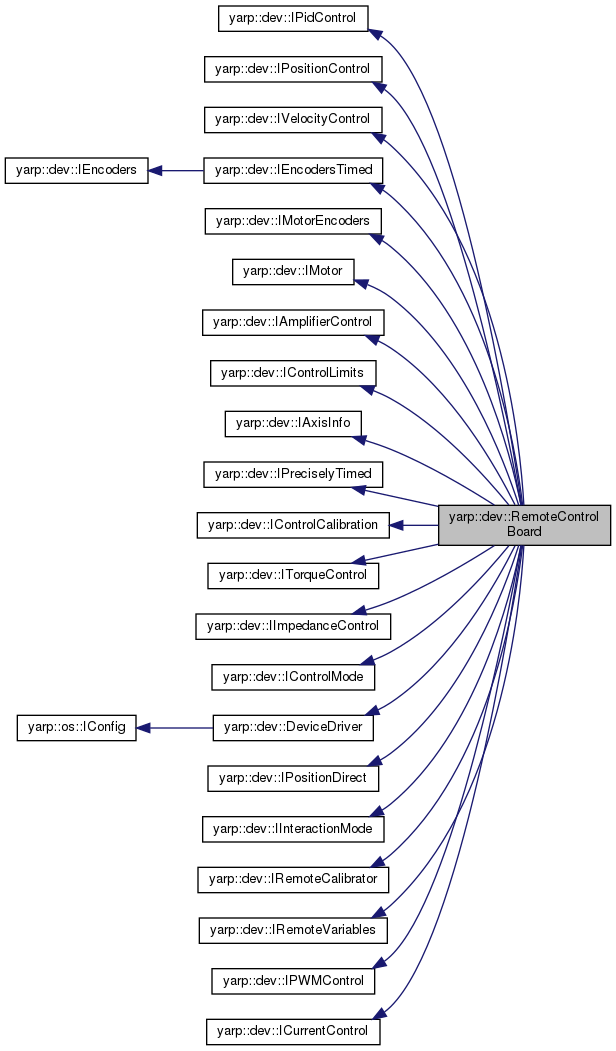 yarp::dev::IPidControl
yarp::dev::IPositionControl
yarp::dev::IVelocityControl
yarp::dev::IEncoders
yarp::dev::IEncodersTimed
yarp::dev::IMotorEncoders
yarp::dev::IMotor
yarp::dev::IAmplifierControl
yarp::dev::IControlLimits
yarp::dev::IAxisInfo
yarp::dev::IPreciselyTimed
yarp::dev::RemoteControl
Board
yarp::dev::IControlCalibration
yarp::dev::ITorqueControl
yarp::dev::IImpedanceControl
yarp::dev::IControlMode
yarp::os::IConfig
yarp::dev::DeviceDriver
yarp::dev::IPositionDirect
yarp::dev::IInteractionMode
yarp::dev::IRemoteCalibrator
yarp::dev::IRemoteVariables
yarp::dev::IPWMControl
yarp::dev::ICurrentControl